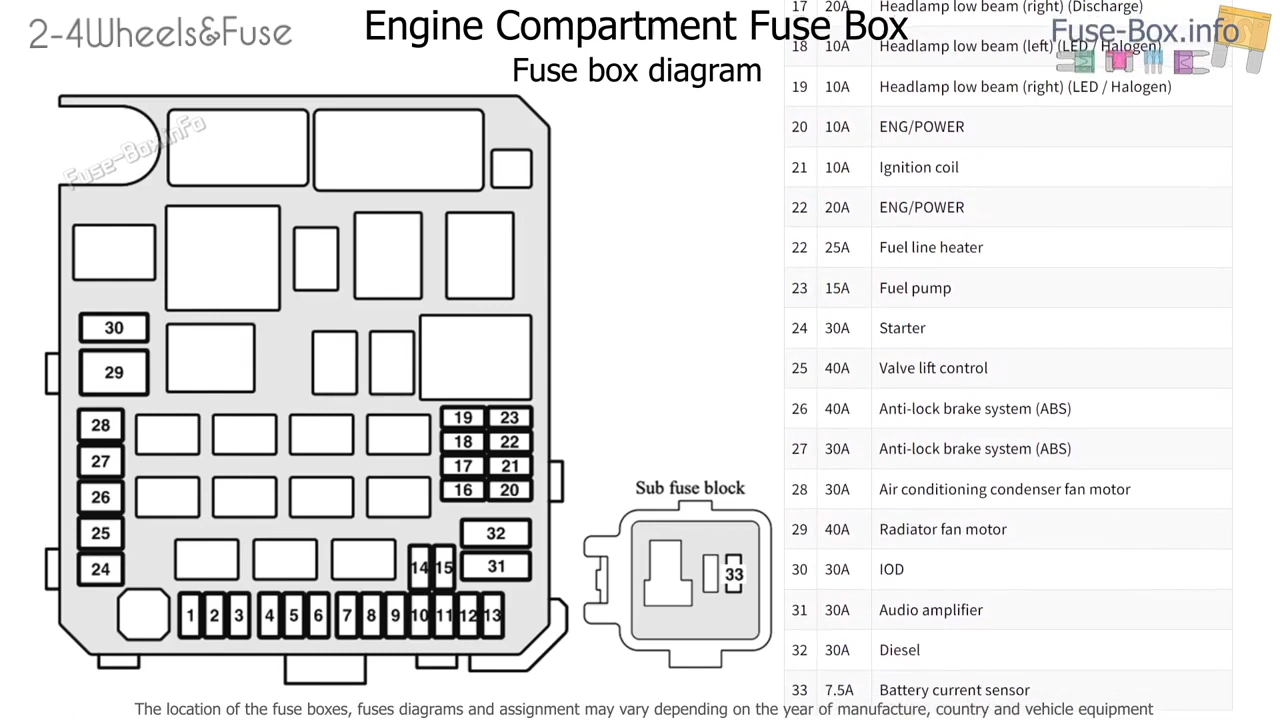 2-4Wheels&Fuse
Engine Compartment Fuse Box
Fuse box diagram
Fuse-Box.info
Fuse-Box.info
17 20A Headlamp low beam (right) (Discharge)
18 10A Headlamp low beam (left) (LED / Halogen)
19 10A Headlamp low beam (right) (LED / Halogen)
20 10A ENG/POWER
21 10A Ignition coil
22 20A ENG/POWER
22 25A Fuel line heater
23 15A Fuel pump
24 30A Starter
25 40A Valve lift control
26 40A Anti-lock brake system (ABS)
27 30A Anti-lock brake system (ABS)
28 30A Air conditioning condenser fan motor
29 40A Radiator fan motor
30 30A IOD
31 30A Audio amplifier
32 30A Diesel
33 7.5A Battery current sensor
30
29
28
27
26
25
24
19 23
18 22
17 21
16 20
32
31
14 15
1 2 3 4 5 6 7 8 9 10 11 12 13
Sub fuse block
33
The location of the fuse boxes, fuses diagrams and assignment may vary depending on the year of manufacture, country and vehicle equipment